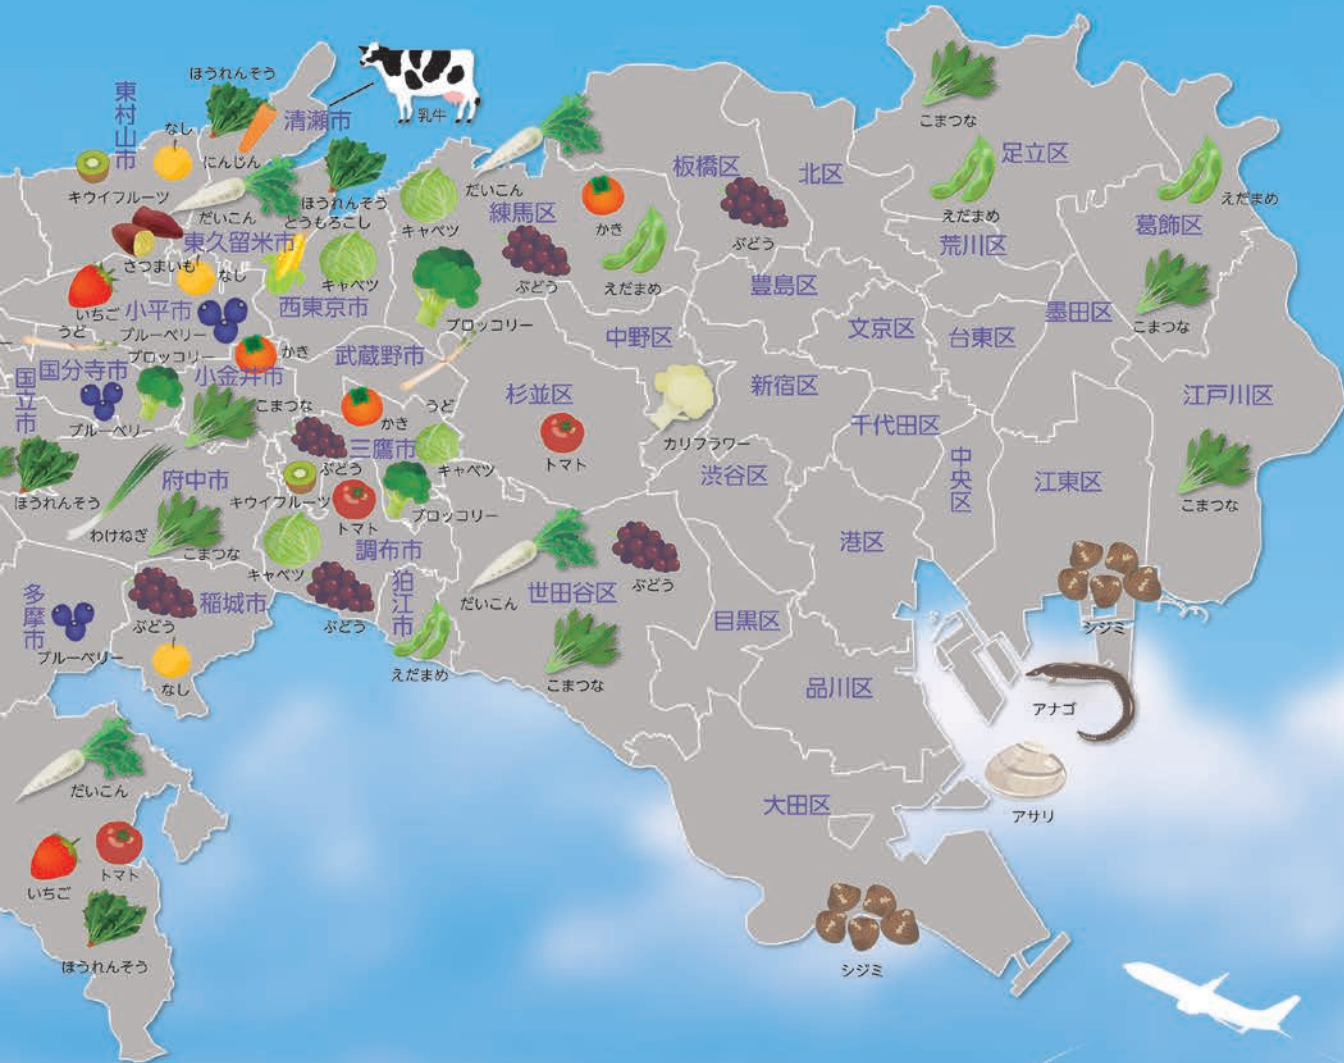 ほうれんそう
東村山市
清瀬市
乳牛
なし
にんじん
キウイフルーツ
だいこん
ほうれんそう
とうもろこし
東久留米市
さつまいも
なし
キャベツ
いちご
小平市
西東京市
うど
ブルーベリー
ブロッコリー
かき
国分寺市
小金井市
武蔵野市
国立市
ブルーベリー
こまつな
かき
うど
ぶどう
三鷹市
キャベツ
ほうれんそう
府中市
キウイフルーツ
トマト
ブロッコリー
わけねぎ
こまつな
キャベツ
調布市
多摩市
ブルーベリー
ぶどう
稲城市
なし
ぶどう
狛江市
えだまめ
だいこん
いちご
トマト
ほうれんそう
だいこん
キャベツ
練馬区
かき
ぶどう
えだまめ
ブロッコリー
板橋区
ぶどう
北区
こまつな
足立区
えだまめ
荒川区
えだまめ
葛飾区
こまつな
豊島区
中野区
文京区
台東区
墨田区
杉並区
トマト
新宿区
カリフラワー
千代田区
江戸川区
こまつな
渋谷区
中央区
江東区
港区
だいこん
世田谷区
ぶどう
こまつな
目黒区
シジミ
品川区
アナゴ
アサリ
大田区
シジミ